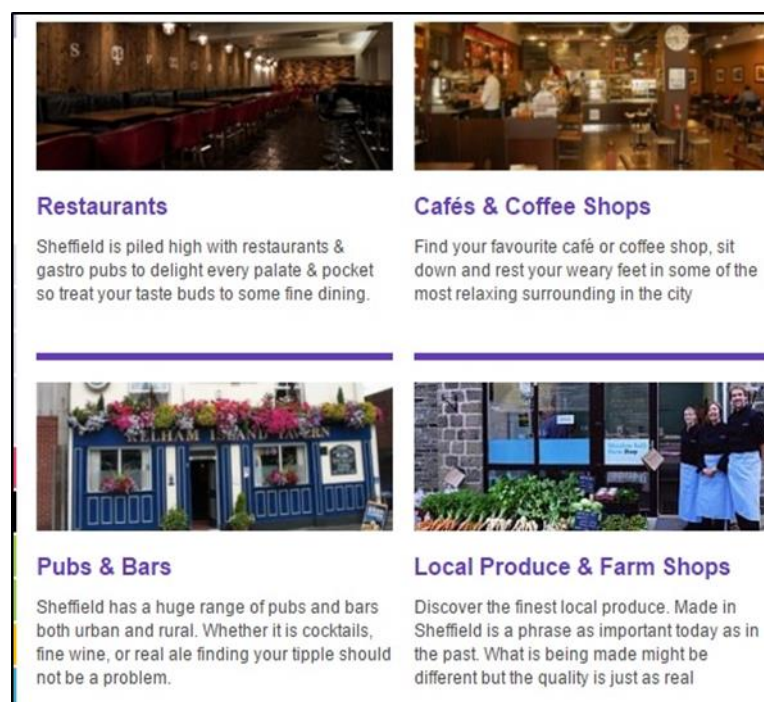 Restaurants
Sheffield is piled high with restaurants &
gastro pubs to delight every palate & pocket
so treat your taste buds to some fine dining.
Cafés & Coffee Shops
Find your favourite café or coffee shop, sit
down and rest your weary feet in some of the
most relaxing surrounding in the city
KELHAM ISLAND TAVERN
Pubs & Bars
Sheffield has a huge range of pubs and bars
both urban and rural. Whether it is cocktails,
fine wine, or real ale finding your tipple should
not be a problem.
Shop
Local Produce & Farm Shops
Discover the finest local produce. Made in
Sheffield is a phrase as important today as in
the past. What is being made might be
different but the quality is just as real